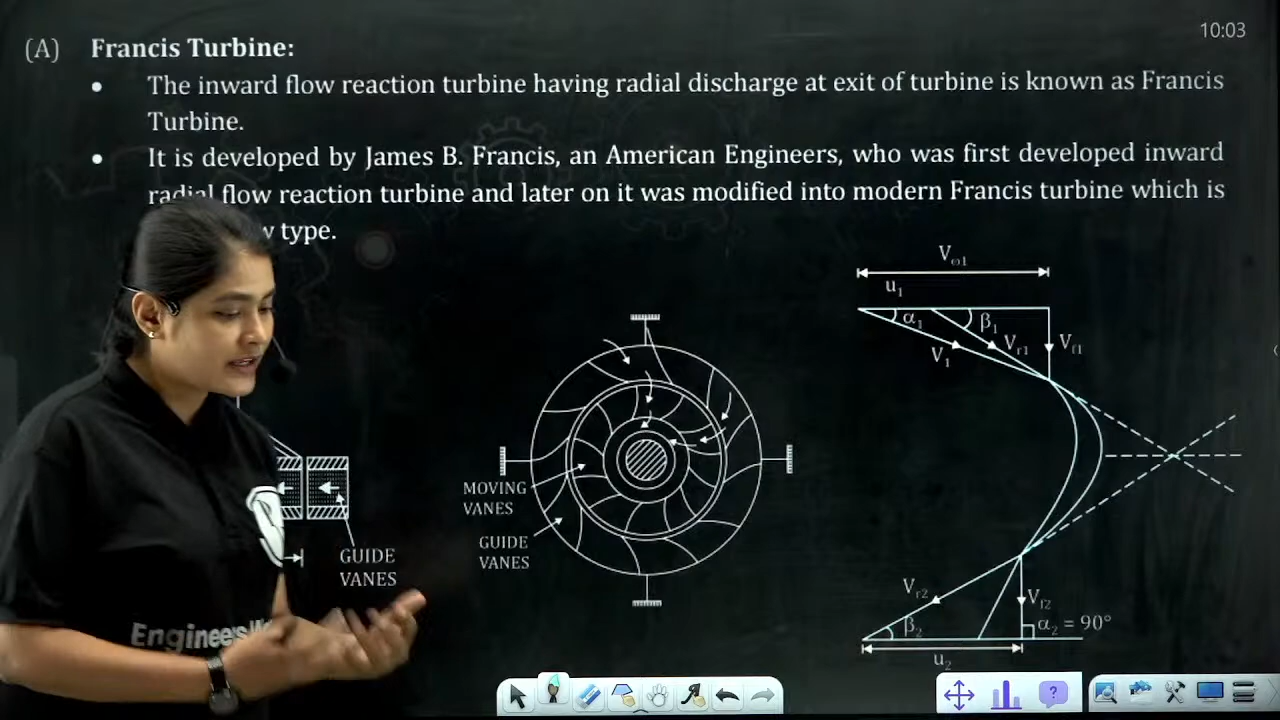 10:03
(A) Francis Turbine:
• The inward flow reaction turbine having radial discharge at exit of turbine is known as Francis
Turbine.
• It is developed by James B. Francis, an American Engineers, who was first developed inward
radial flow reaction turbine and later on it was modified into modern Francis turbine which is
type.
Vω1
u1
α1
β1
V1
Vr1
Vf1
MOVING
VANES
GUIDE
VANES
GUIDE
VANES
Vr2
β2
Vf2
α2 = 90°
u2
Engineers